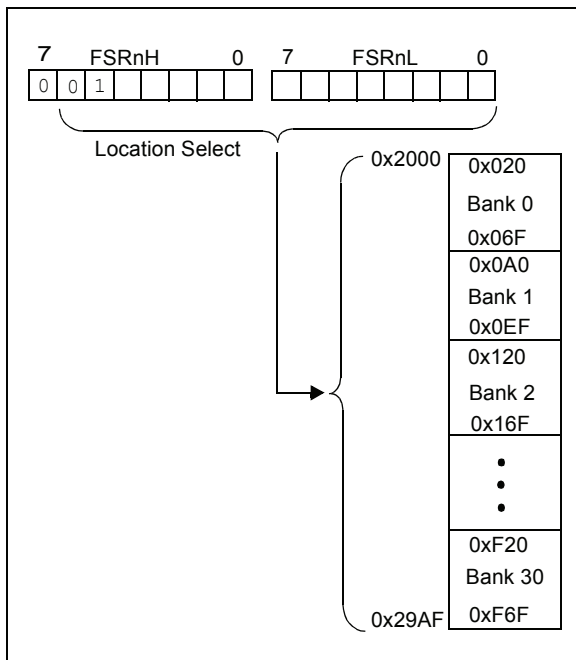 7 FSRnH 0 7 FSRnL 0
0 0 1
Location Select
0x2000
0x020
Bank 0
0x06F
0x0A0
Bank 1
0x0EF
0x120
Bank 2
0x16F
0xF20
Bank 30
0xF6F
0x29AF